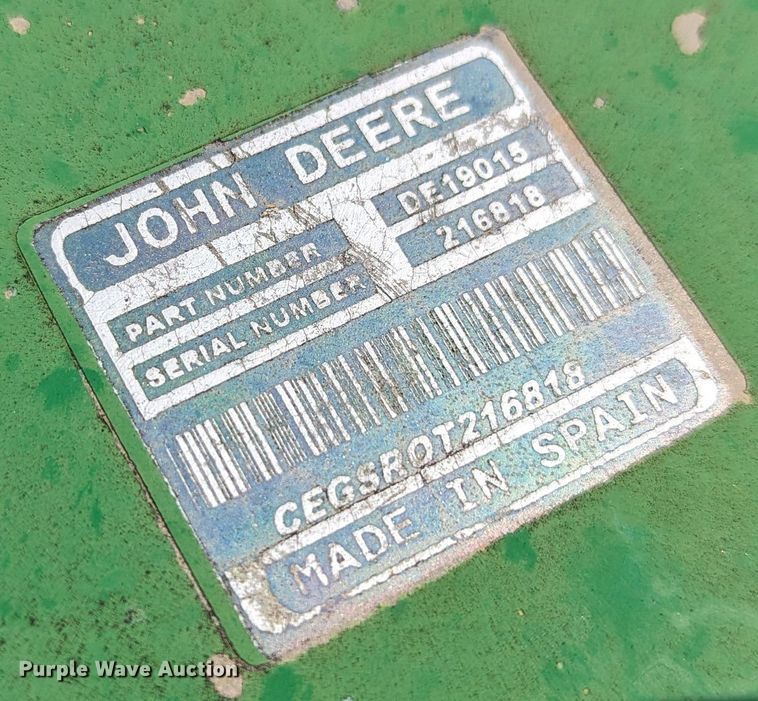 JOHN DEERE
PART NUMBER DE19015
SERIAL NUMBER 216818
CEGSROT216818
MADE IN SPAIN
Purple Wave Auction